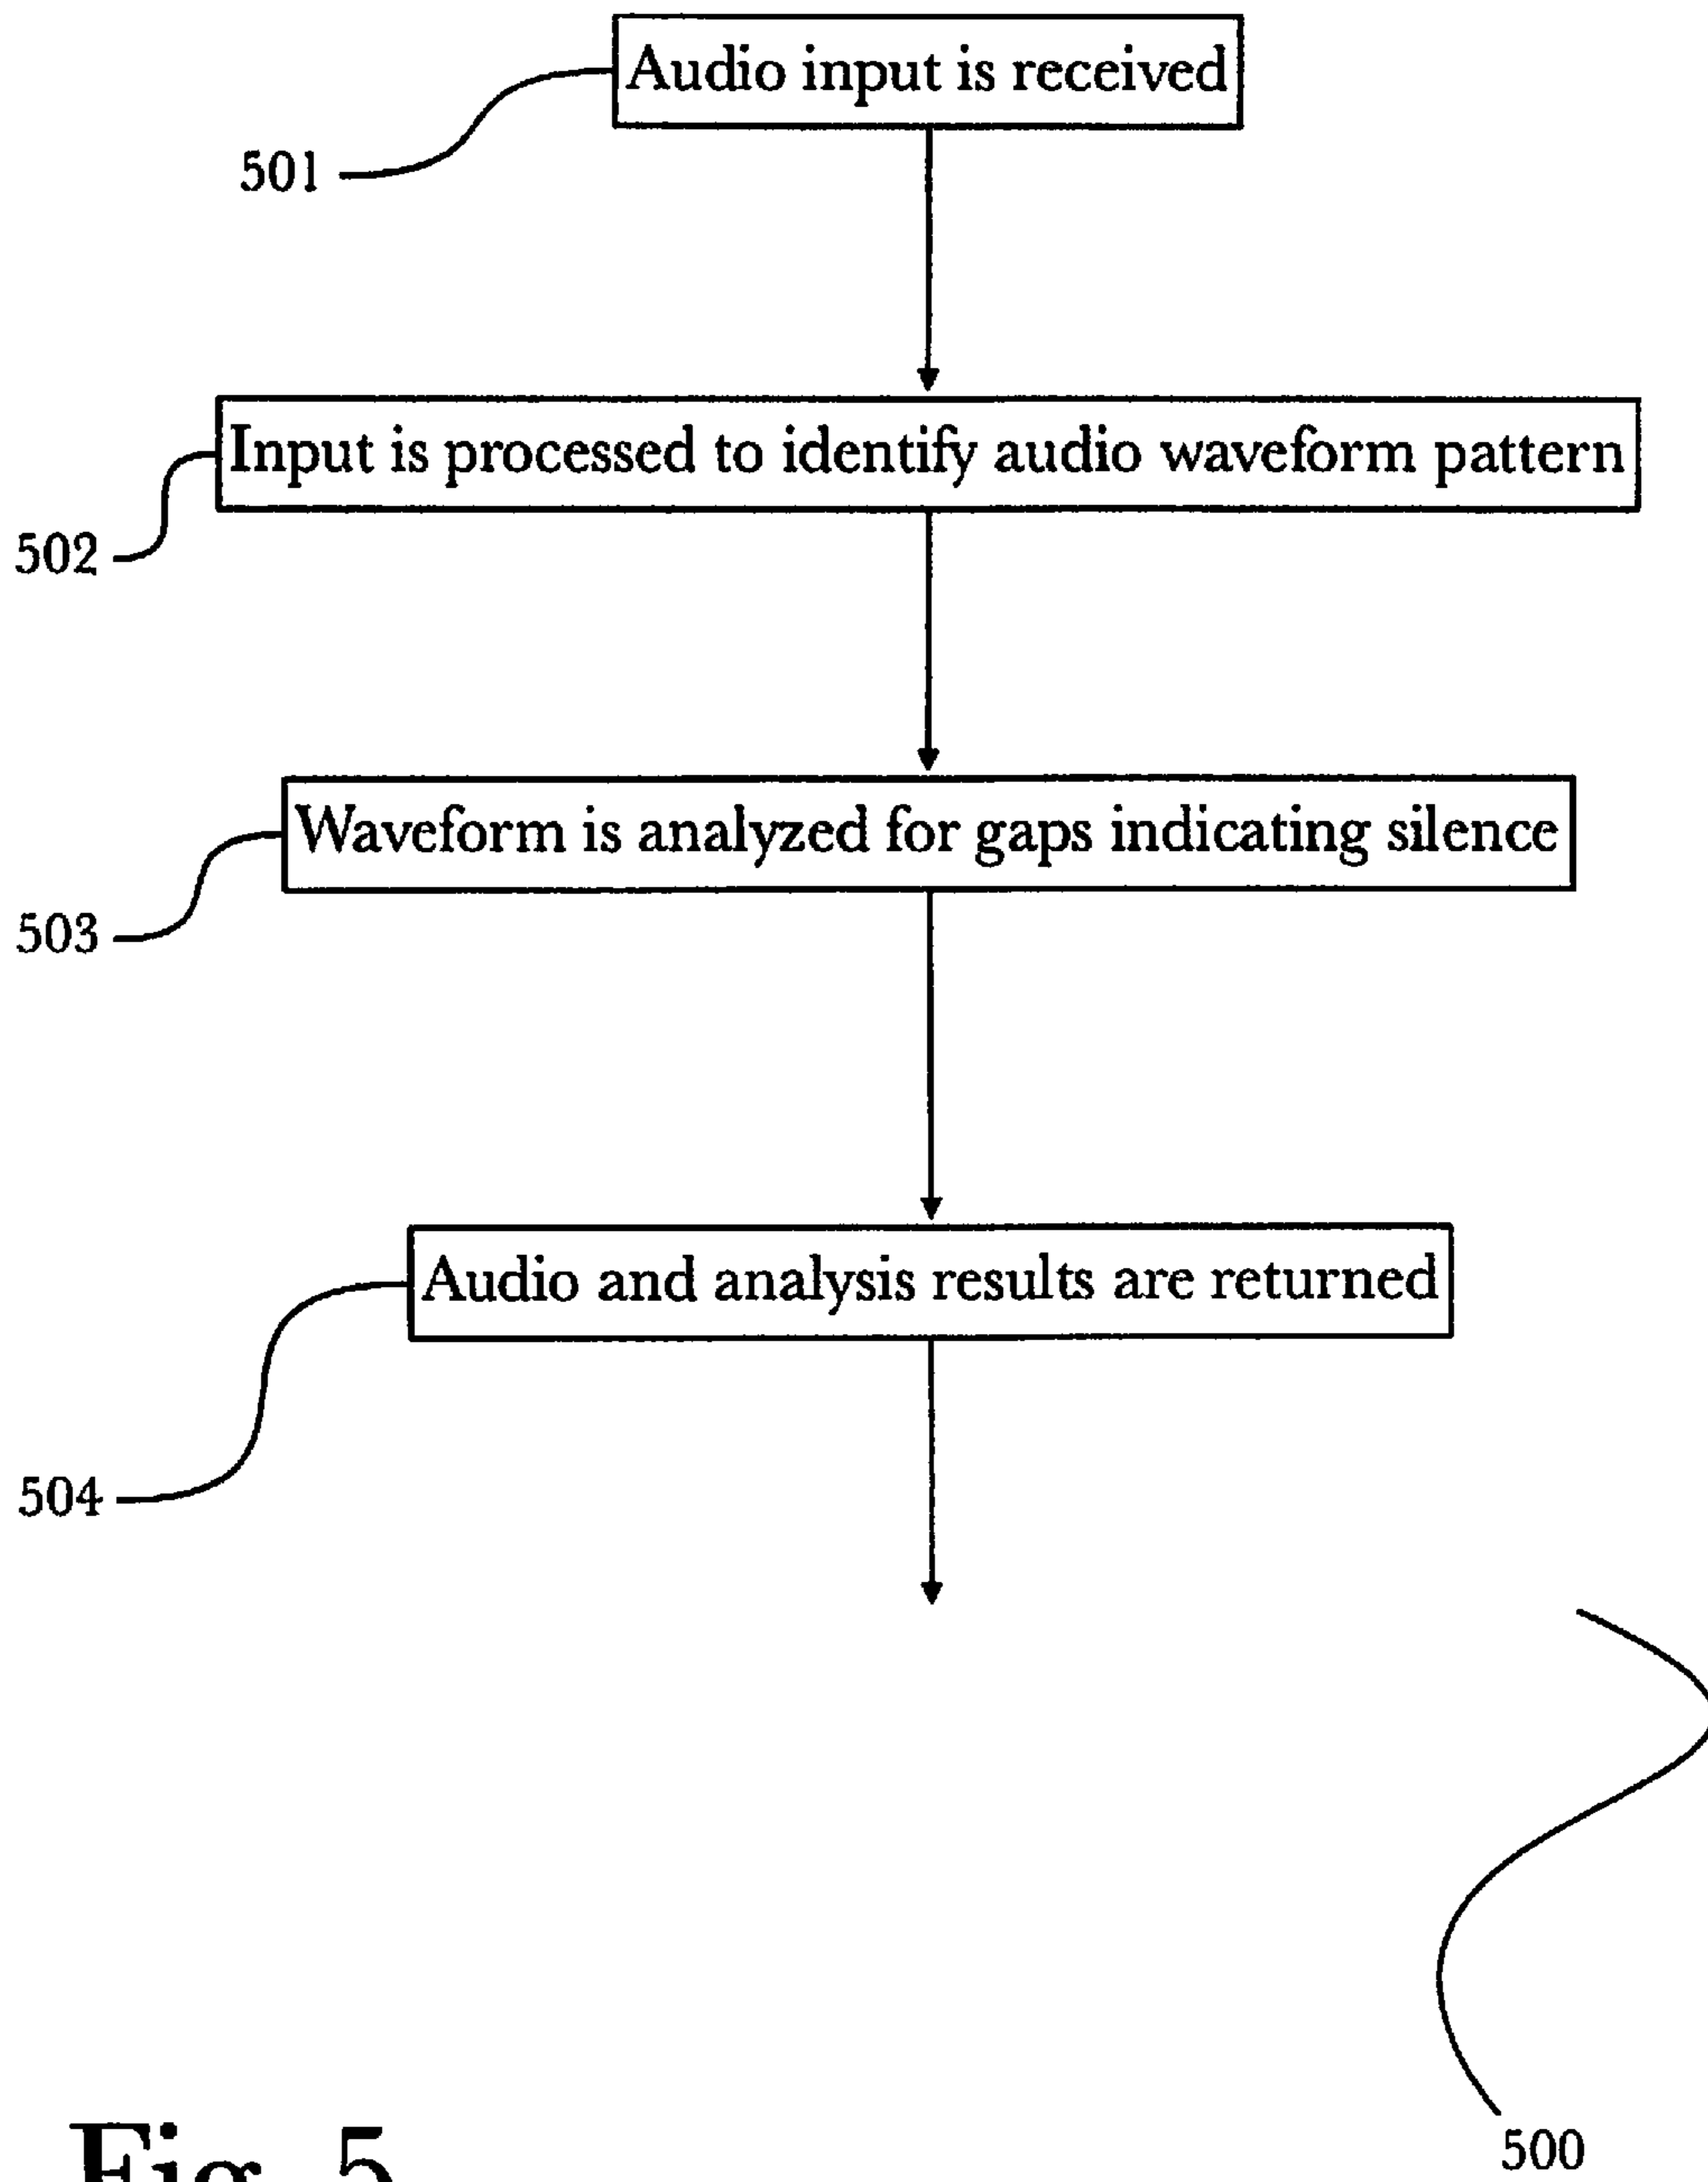 Audio input is received
501
Input is processed to identify audio waveform pattern
502
Waveform is analyzed for gaps indicating silence
503
Audio and analysis results are returned
504
500
Fig. 5